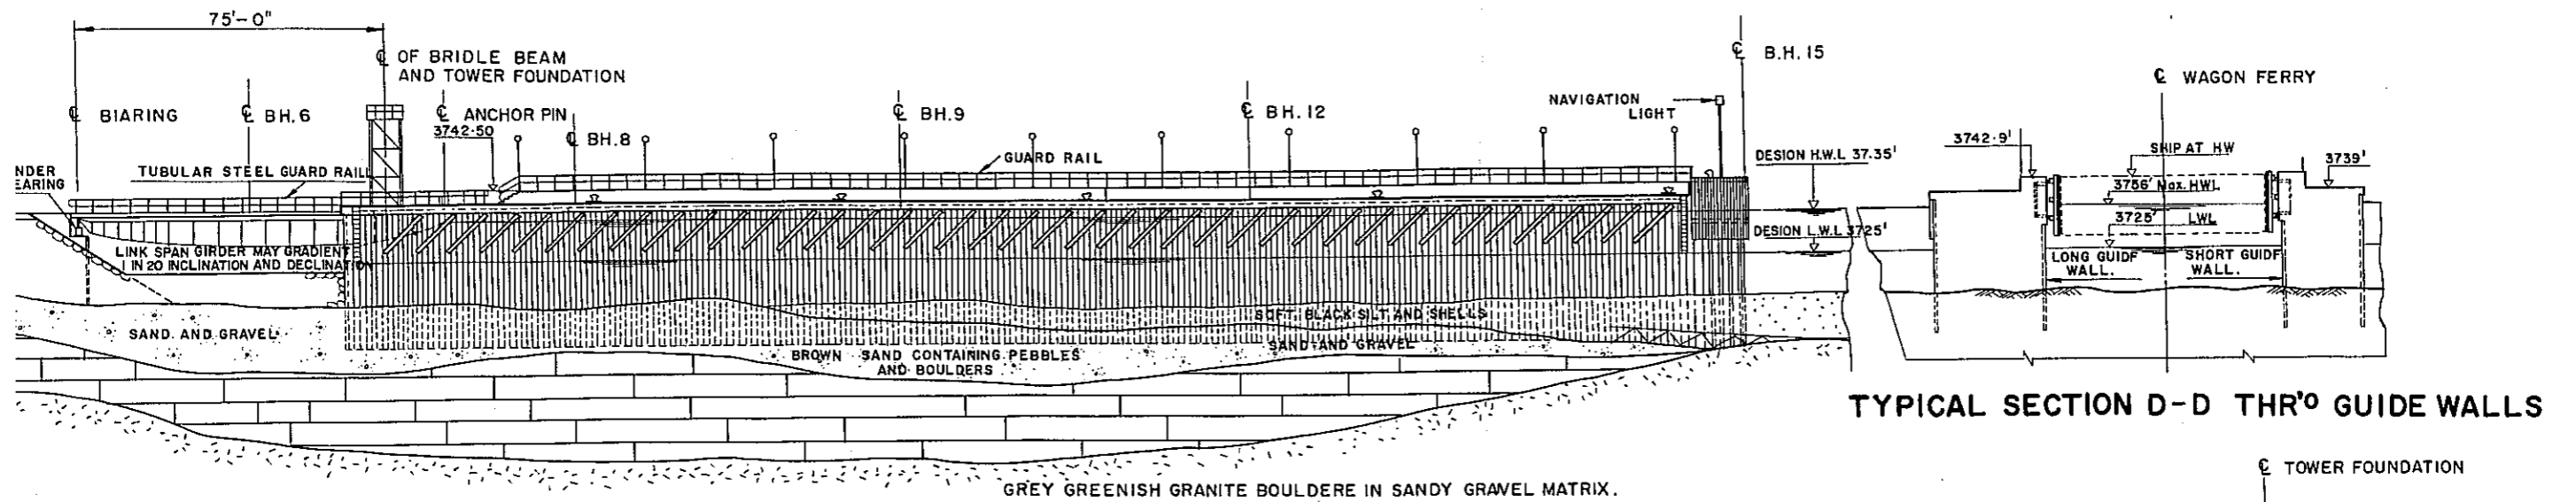 75'-0"
℄ OF BRIDLE BEAM
AND TOWER FOUNDATION
℄ B.H. 15
℄ WAGON FERRY
℄ BIARING
℄ BH. 6
℄ ANCHOR PIN
3742·50
℄ BH. 8
℄ BH. 9
℄ BH. 12
NAVIGATION
LIGHT
NDER
EARING
TUBULAR STEEL GUARD RAIL
GUARD RAIL
DESION H.W.L 37.35'
3742·9'
SHIP AT HW
3739'
3756' Max. HWL
3725' LWL
DESIGN L.W.L 3725'
LINK SPAN GIRDER MAY GRADIENT
I IN 20 INCLINATION AND DECLINATION
LONG GUIDF
WALL.
SHORT GUIDF
WALL.
SAND AND GRAVEL
SOFT BLACK SILT AND SHELLS
SAND AND GRAVEL
BROWN SAND CONTAINING PEBBLES
AND BOULDERS
TYPICAL SECTION D-D THR'O GUIDE WALLS
℄ TOWER FOUNDATION
GREY GREENISH GRANITE BOULDERE IN SANDY GRAVEL MATRIX.